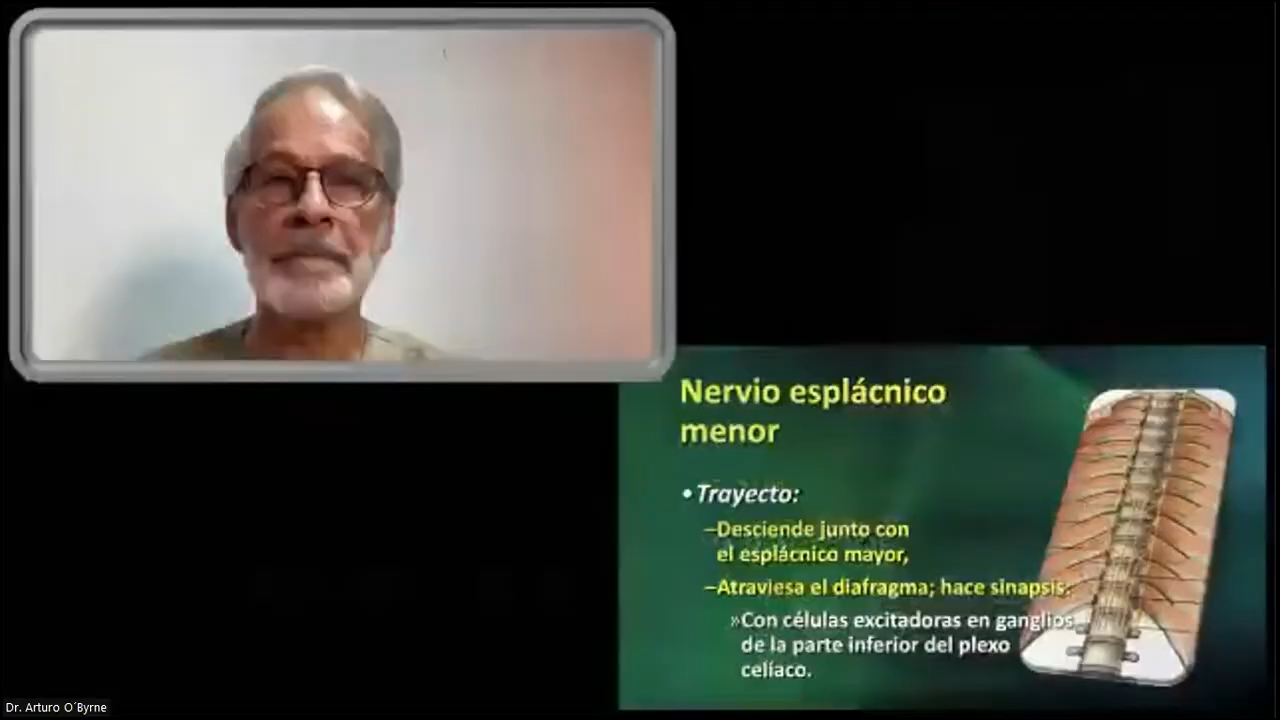 Nervio esplácnico
menor
• Trayecto:
–Desciende junto con
el esplácnico mayor,
–Atraviesa el diafragma; hace sinapsis:
»Con células excitadoras en ganglios
de la parte inferior del plexo
celíaco.
Dr. Arturo O´Byrne